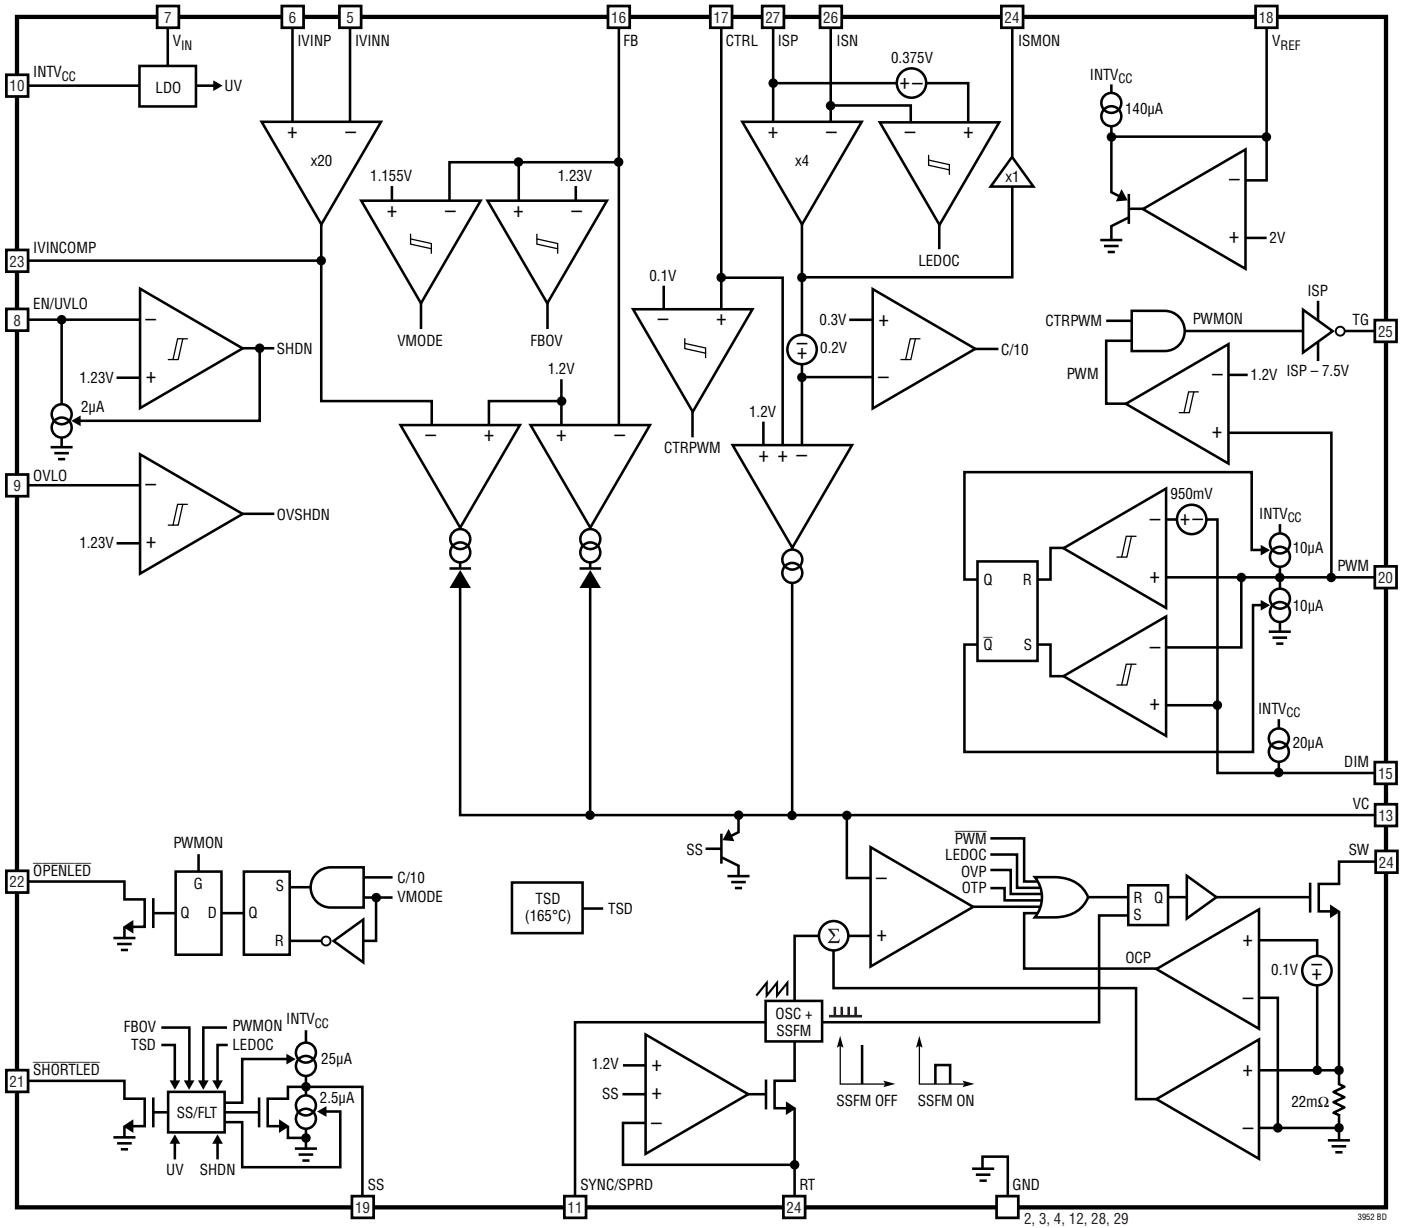 7 6 5 16 17 27 26 24 18
VIN IVINP IVINN FB CTRL ISP ISN ISMON VREF
10 INTVCC LDO UV
+ − x20
0.375V
+ −
+ − x4
− +
LEDOC
x1
INTVCC
140µA
−
+ 2V
1.155V
+ −
VMODE
1.23V
+ −
FBOV
23 IVINCOMP
8 EN/UVLO
−
1.23V +
SHDN
2µA
9 OVLO
−
1.23V +
OVSHDN
0.1V
− +
CTRPWM
0.3V +
−
0.2V
− +
C/10
1.2V
− +
+ −
1.2V
+ + −
ISP
CTRPWM PWMON TG 25
ISP – 7.5V
PWM
− 1.2V
+
950mV
− + −
+
INTVCC
10µA
PWM 20
10µA
Q R
Q̅ S
−
+
INTVCC
20µA
DIM 15
VC 13
SS
PWMON
22 O̅P̅E̅N̅L̅E̅D̅
G
Q D
S
Q
R
C/10
VMODE
TSD
(165°C)
TSD
P̅W̅M̅
LEDOC
OVP
OTP
−
+
Σ
R Q
S
SW 24
OCP
+
−
0.1V
− +
+
−
22mΩ
OSC +
SSFM
SSFM OFF SSFM ON
1.2V +
SS +
−
FBOV
TSD
PWMON
LEDOC
INTVCC
25µA
2.5µA
21 S̅H̅O̅R̅T̅L̅E̅D̅
SS/FLT
UV SHDN
SS 19
SYNC/SPRD 11
RT 24
GND
2, 3, 4, 12, 28, 29
3952 BD